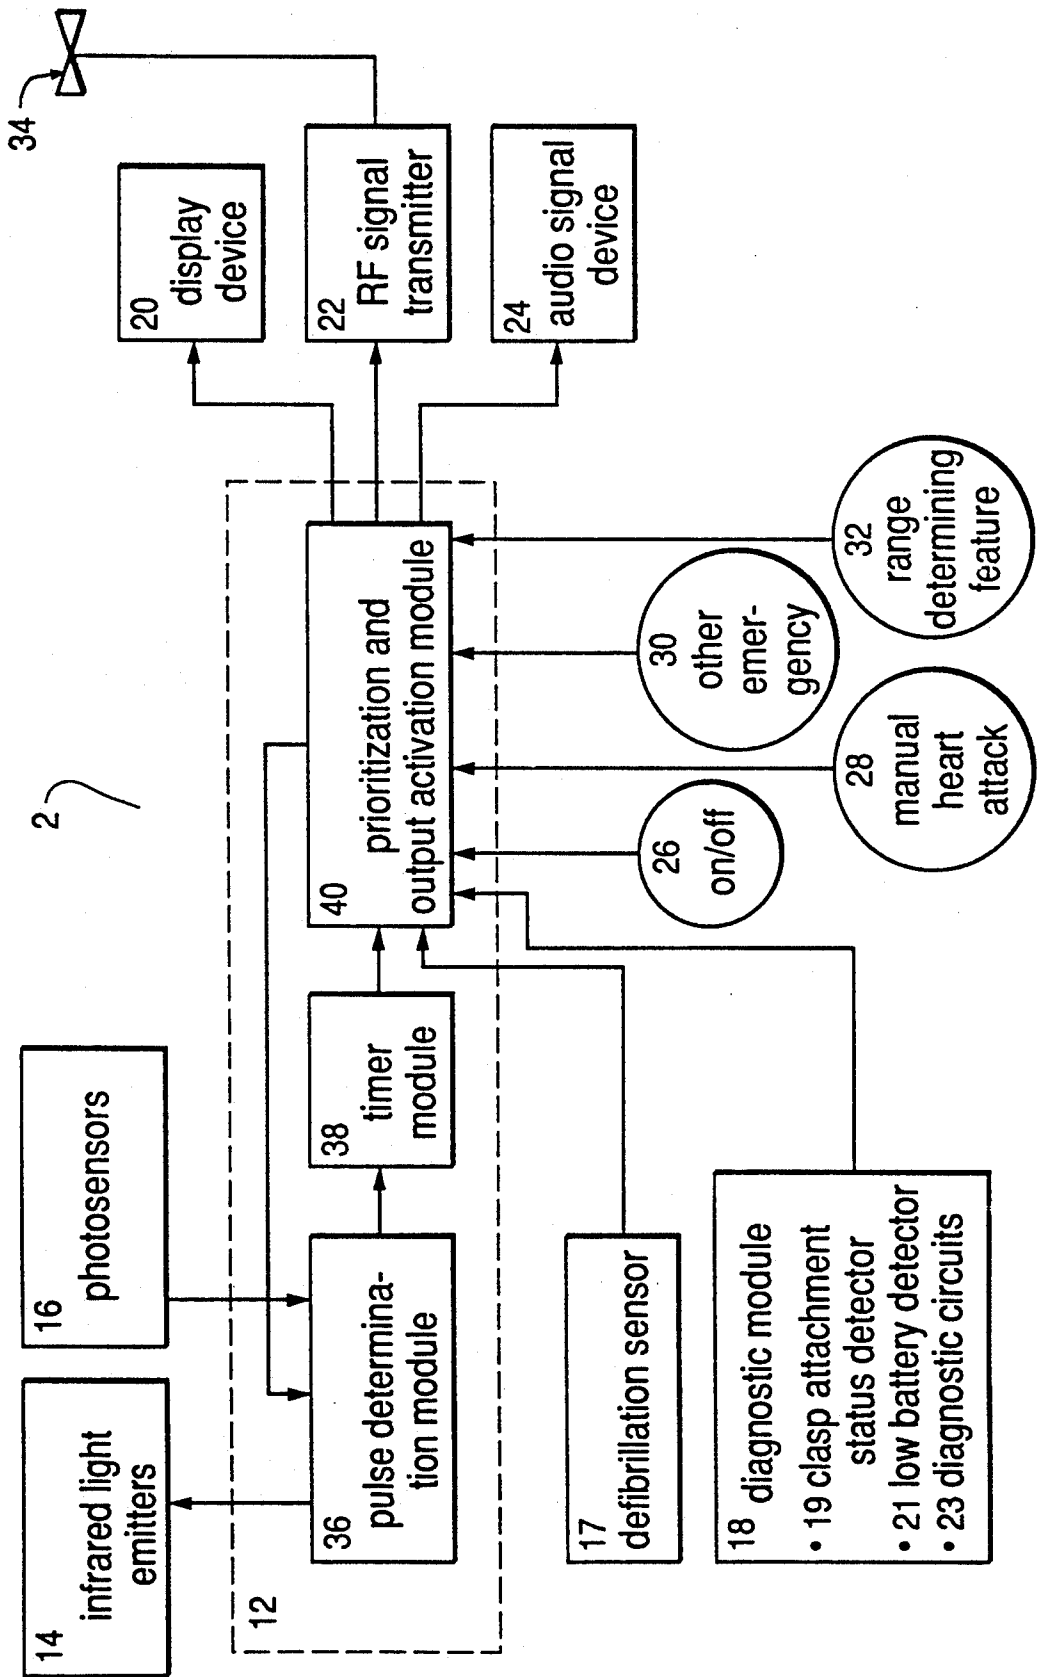 2
14
infrared light
emitters
16
photosensors
34
20
display
device
22
RF signal
transmitter
24
audio signal
device
12
36
pulse determina-
tion module
38
timer
module
40
prioritization and
output activation module
17
defibrillation sensor
18 diagnostic module
• 19 clasp attachment
status detector
• 21 low battery detector
• 23 diagnostic circuits
26
on/off
28
manual
heart
attack
30
other
emer-
gency
32
range
determining
feature